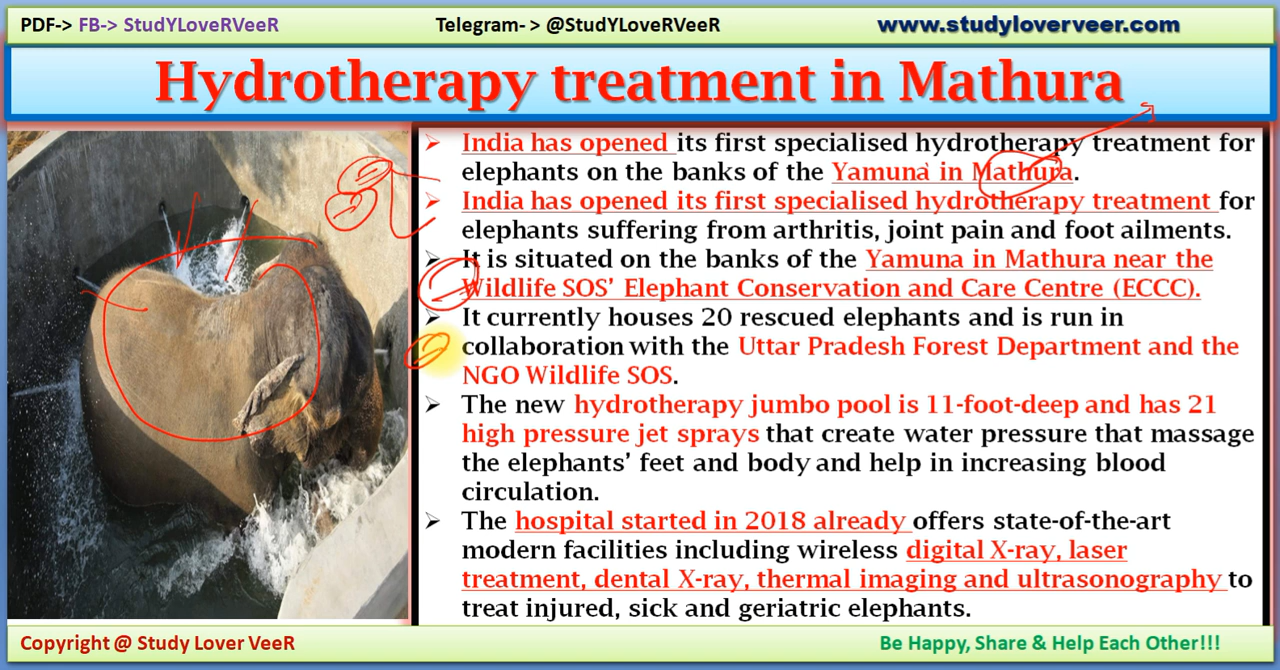 PDF-> FB-> StudYLoveRVeeR Telegram- > @StudYLoveRVeeR www.studyloverveer.com
Hydrotherapy treatment in Mathura
➢ India has opened its first specialised hydrotherapy treatment for
elephants on the banks of the Yamuna in Mathura.
➢ India has opened its first specialised hydrotherapy treatment for
elephants suffering from arthritis, joint pain and foot ailments.
➢ It is situated on the banks of the Yamuna in Mathura near the
Wildlife SOS’ Elephant Conservation and Care Centre (ECCC).
➢ It currently houses 20 rescued elephants and is run in
collaboration with the Uttar Pradesh Forest Department and the
NGO Wildlife SOS.
➢ The new hydrotherapy jumbo pool is 11-foot-deep and has 21
high pressure jet sprays that create water pressure that massage
the elephants’ feet and body and help in increasing blood
circulation.
➢ The hospital started in 2018 already offers state-of-the-art
modern facilities including wireless digital X-ray, laser
treatment, dental X-ray, thermal imaging and ultrasonography to
treat injured, sick and geriatric elephants.
Copyright @ Study Lover VeeR Be Happy, Share & Help Each Other!!!